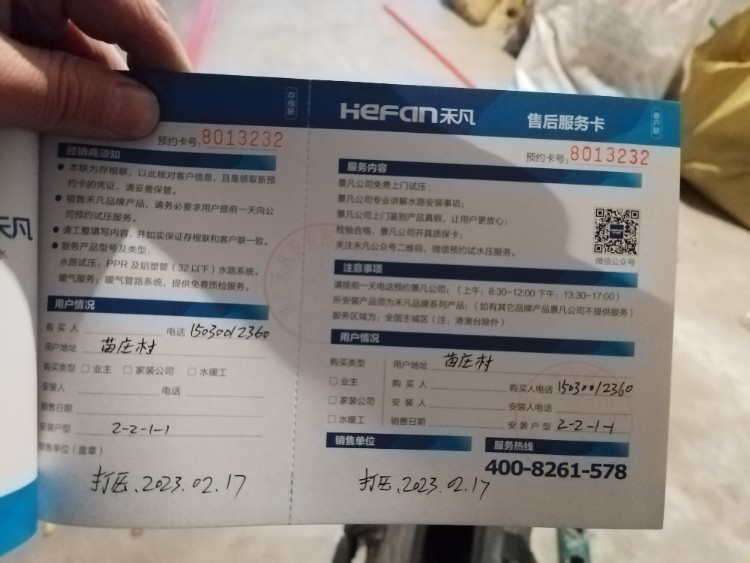 存根联
预约卡号:8013232
经销商须知
● 本联为存根联，以此核对客户信息，且是领取新预
约卡的凭证，请妥善保管。
● 销售禾凡品牌产品，请务必要求用户提前一天向公
司预约试压服务。
● 请工整填写内容，并如实保证存根联和客户联一致。
● 服务产品型号及类型：
水路试压：PPR及铝塑管（32以下）水路系统。
暖气服务：暖气管路系统，提供免费质检服务。
用户情况
购 买 人 电话 15030012360
用户地址 苗庄村
购买类型 □ 业主 □ 家装公司 □ 水暖工
安装人 电话
销售日期
安装户型 2-2-1-1
销售单位（盖章）
打压.2023.02.17
HeFan禾凡 售后服务卡
客户联
预约卡号:8013232
服务内容
景凡公司免费上门试压；
景凡公司专业讲解水路安装事项；
景凡公司上门鉴别产品真假，让用户更放心；
检验合格，景凡公司开具质保卡；
关注禾凡公众号二维码，微信预约试水压服务。
微信公众号
注意事项
请提前一天电话预约景凡公司；（上午：8:30-12:00 下午：13:30-17:00）
所安装产品需为禾凡品牌系列产品；（如有其它品牌产品景凡公司不提供服务）
服务区域为：全国主城区（注：港澳台除外）
用户情况
购买类型 用户地址 苗庄村
□ 业主 购 买 人 购买人电话 15030012360
□ 家装公司 安 装 人 安装人电话
□ 水暖工 销售日期 安 装 户 型 2-2-1-1
销售单位 服务热线
400-8261-578
打压.2023.02.17
禾凡